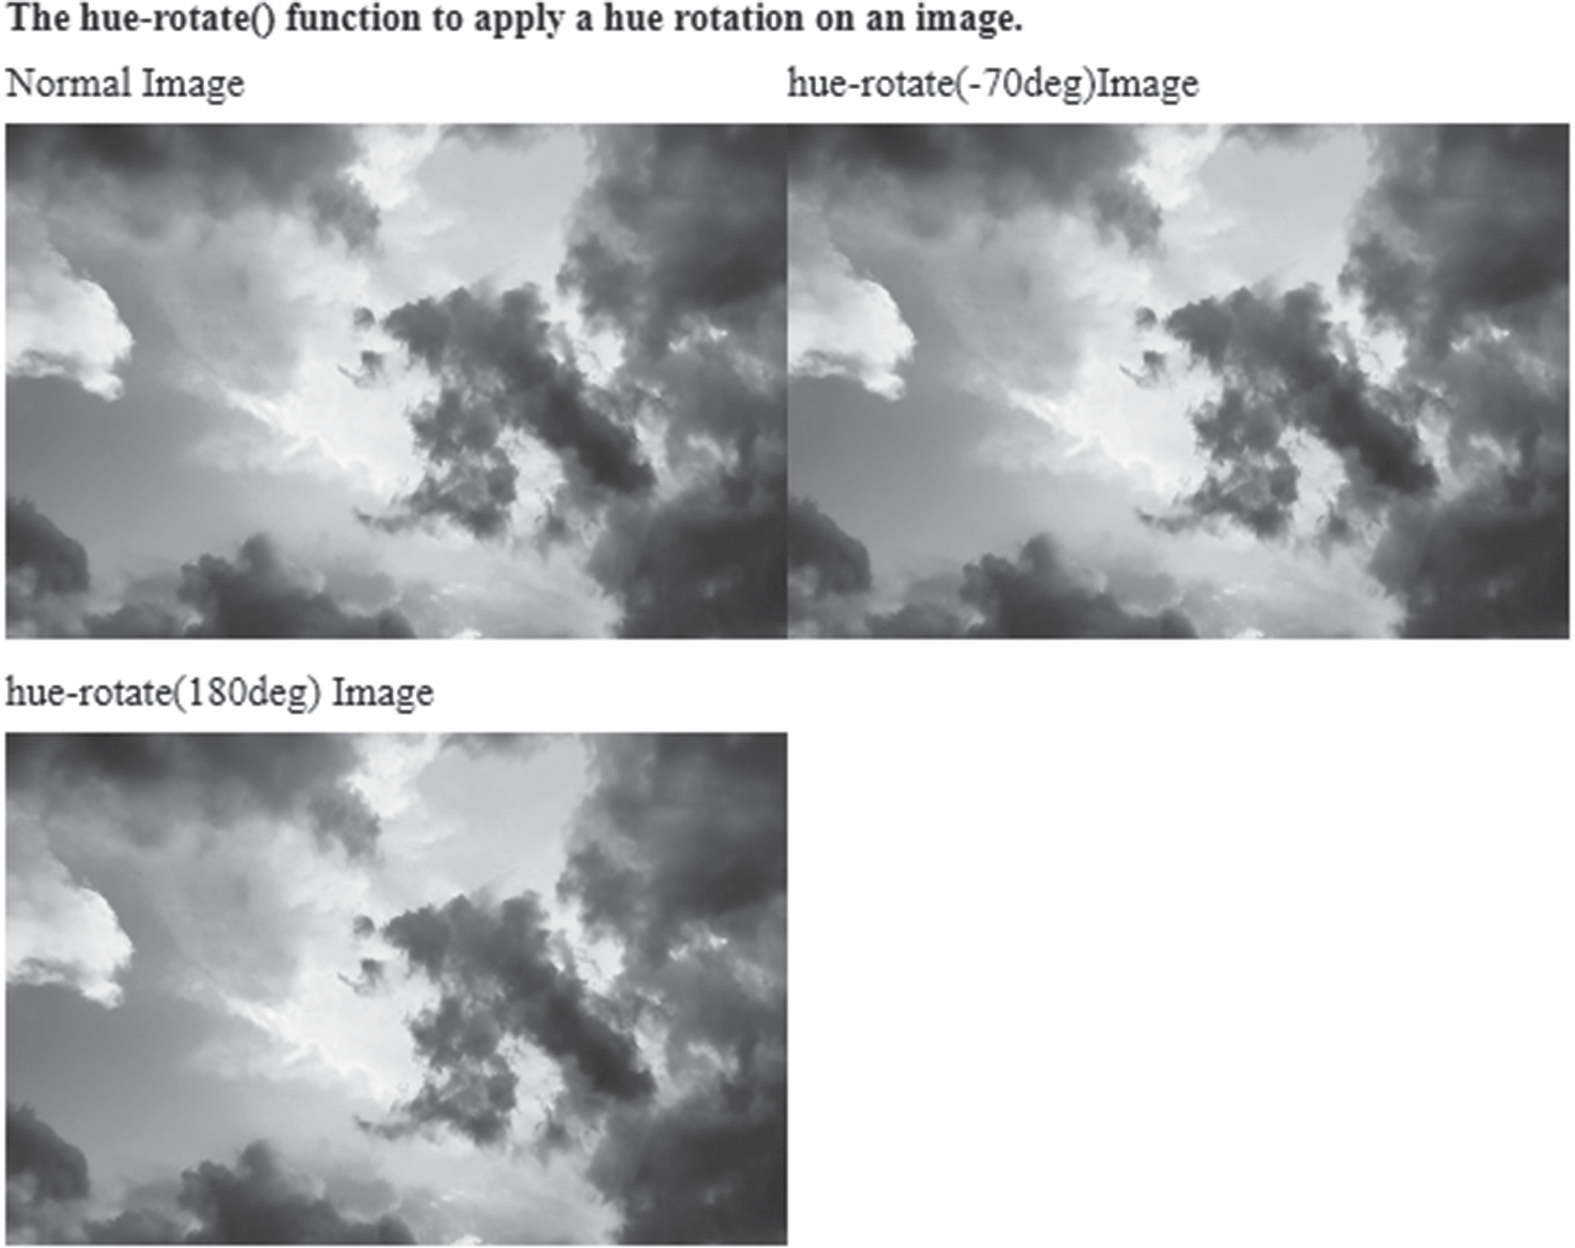 The hue-rotate() function to apply a hue rotation on an image.
Normal Image
hue-rotate(-70deg)Image
hue-rotate(180deg) Image